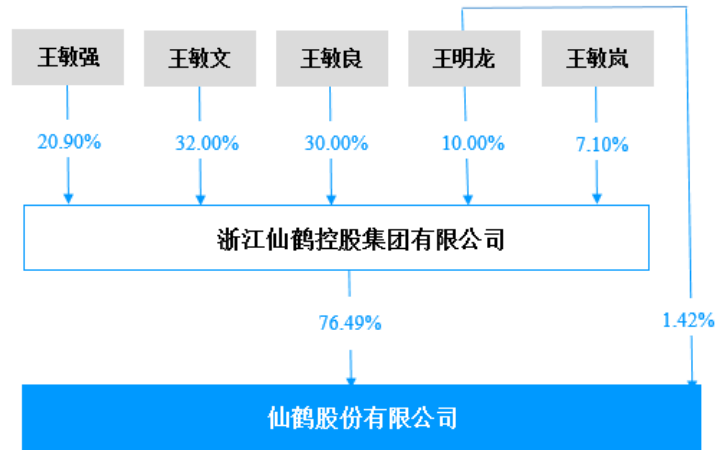 王敏强 王敏文 王敏良 王明龙 王敏岚
20.90% 32.00% 30.00% 10.00% 7.10%
浙江仙鹤控股集团有限公司
76.49% 1.42%
仙鹤股份有限公司